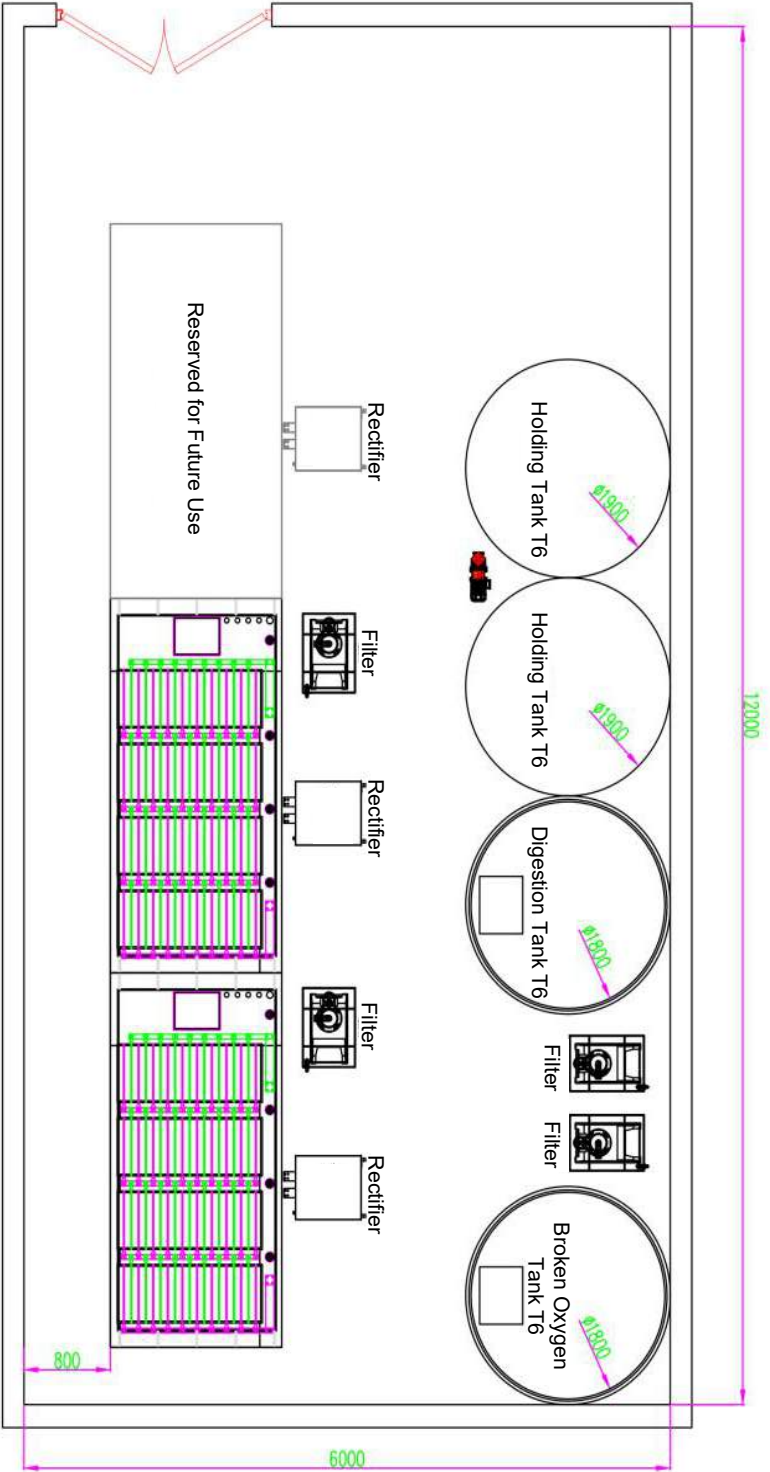 12000
Holding Tank T6
ø1900
Holding Tank T6
ø1900
Digestion Tank T6
ø1800
Filter
Filter
Broken Oxygen
Tank T6
ø1800
Rectifier
Filter
Rectifier
Filter
Rectifier
Reserved for Future Use
800
6000